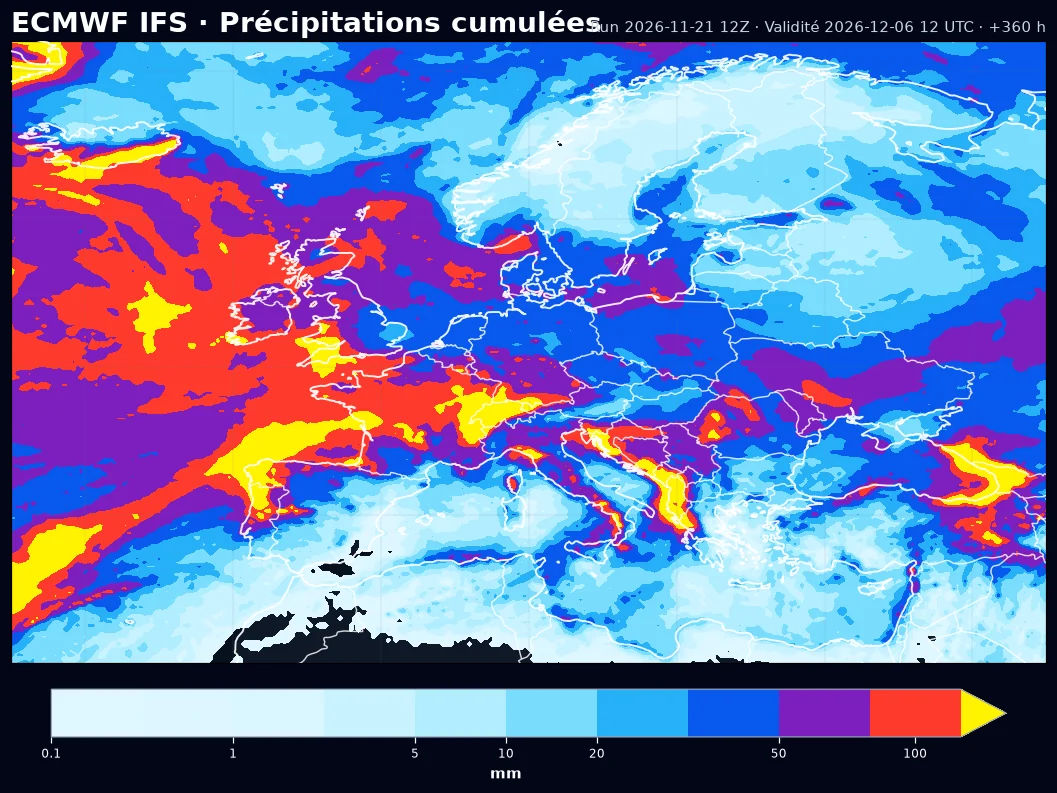 ECMWF IFS · Précipitations cumulées
Run 2026-11-21 12Z · Validité 2026-12-06 12 UTC · +360 h
0.1 1 5 10 20 50 100
mm